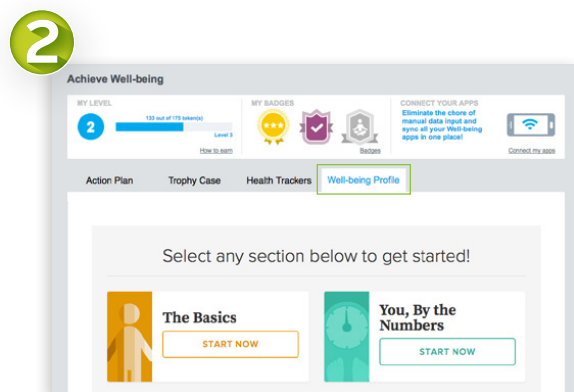 2
Achieve Well-being
MY LEVEL
2
133 out of 175 token(s)
Level 3
How to earn
MY BADGES
Badges
CONNECT YOUR APPS
Eliminate the chore of
manual data input and
sync all your Well-being
apps in one place!
Connect my apps
Action Plan Trophy Case Health Trackers Well-being Profile
Select any section below to get started!
The Basics
START NOW
You, By the
Numbers
START NOW